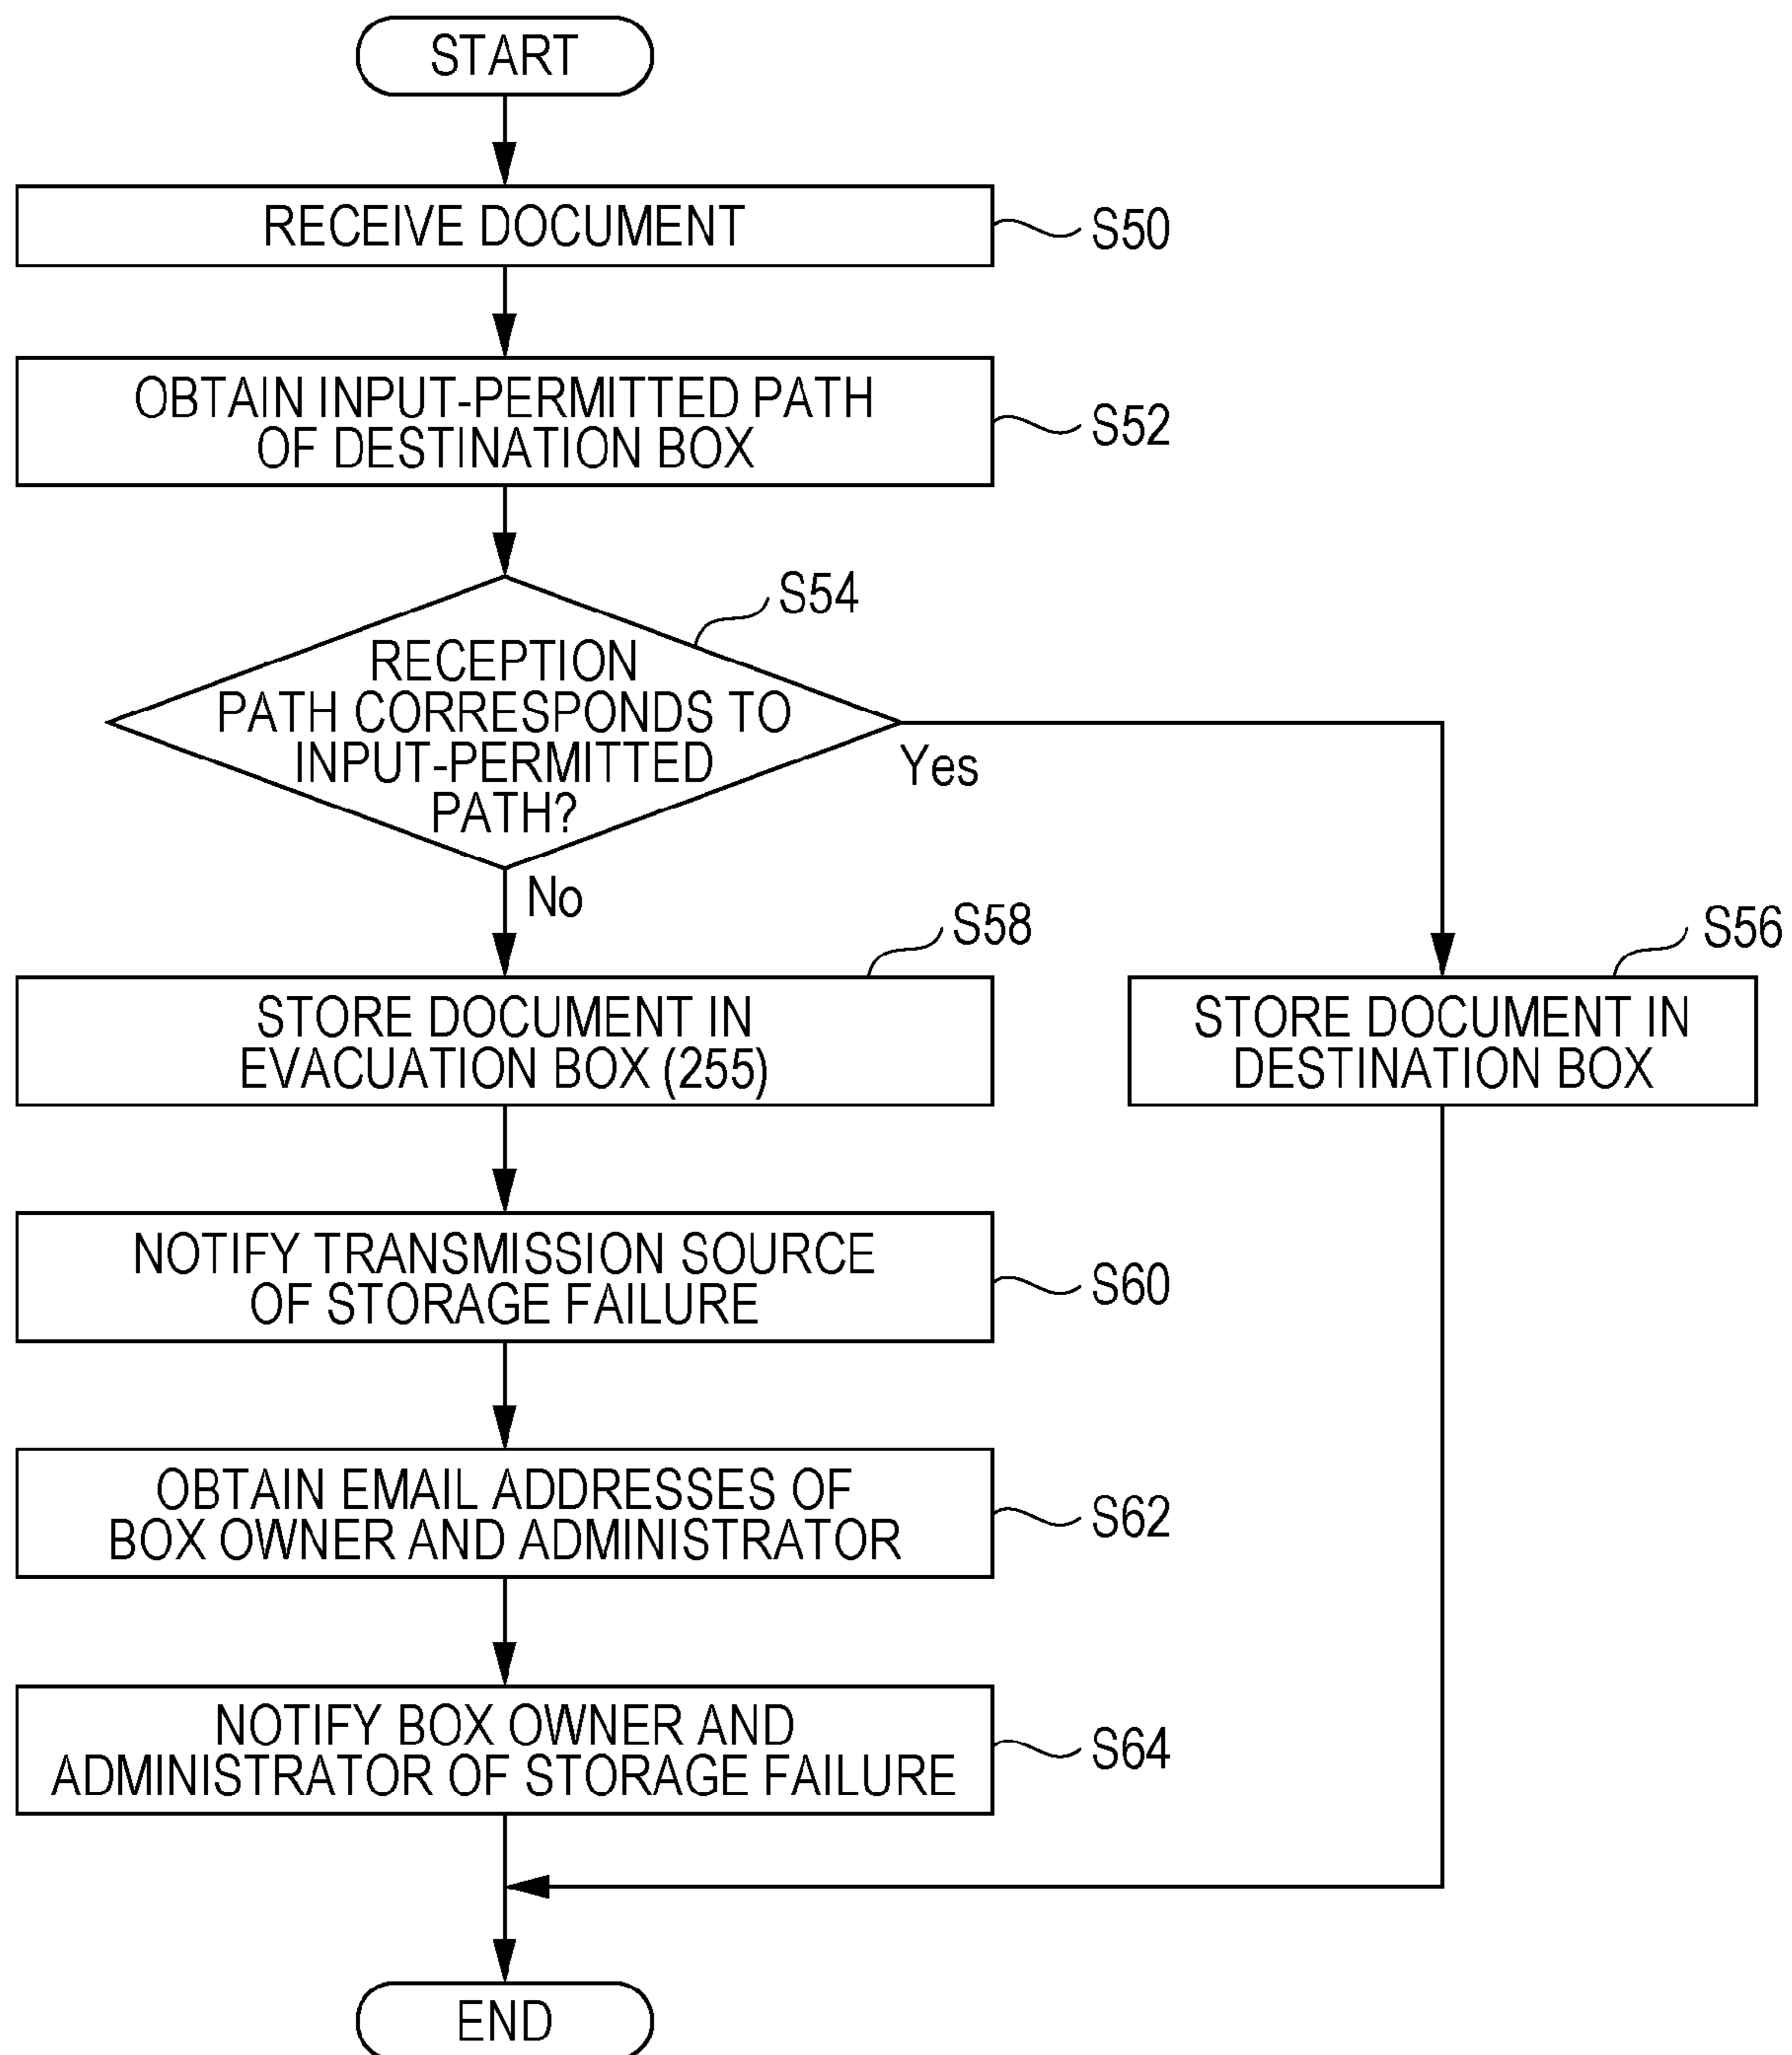 START
RECEIVE DOCUMENT
S50
OBTAIN INPUT-PERMITTED PATH
OF DESTINATION BOX
S52
S54
RECEPTION
PATH CORRESPONDS TO
INPUT-PERMITTED
PATH?
Yes
No
S58
STORE DOCUMENT IN
EVACUATION BOX (255)
S56
STORE DOCUMENT IN
DESTINATION BOX
NOTIFY TRANSMISSION SOURCE
OF STORAGE FAILURE
S60
OBTAIN EMAIL ADDRESSES OF
BOX OWNER AND ADMINISTRATOR
S62
NOTIFY BOX OWNER AND
ADMINISTRATOR OF STORAGE FAILURE
S64
END